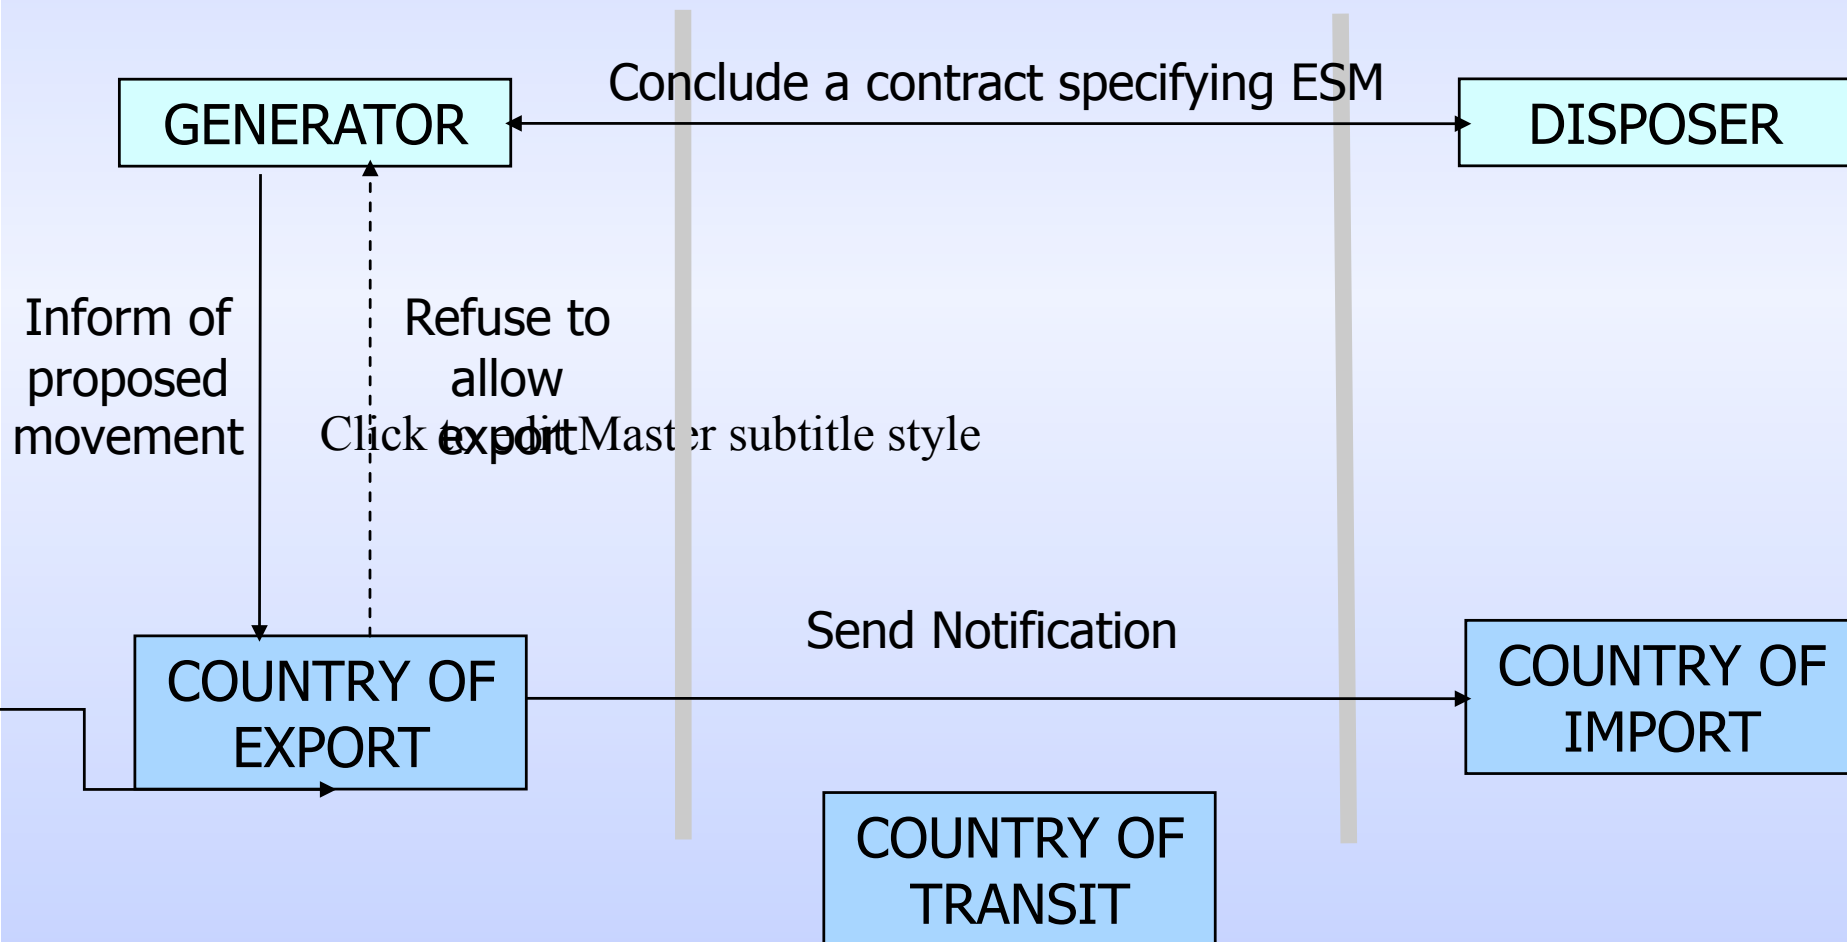 Conclude a contract specifying ESM
GENERATOR
DISPOSER
Inform of
proposed
movement
Refuse to
allow
export
Click to edit Master subtitle style
Send Notification
COUNTRY OF
EXPORT
COUNTRY OF
IMPORT
COUNTRY OF
TRANSIT